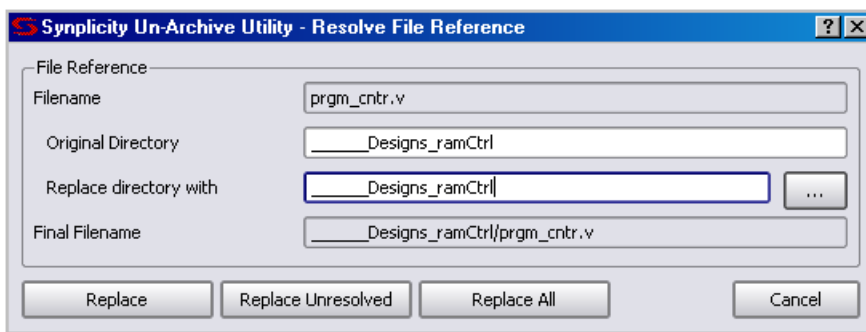 Synplicity Un-Archive Utility - Resolve File Reference
File Reference
Filename prgm_cntr.v
Original Directory ______Designs_ramCtrl
Replace directory with ______Designs_ramCtrl ...
Final Filename ______Designs_ramCtrl/prgm_cntr.v
Replace Replace Unresolved Replace All Cancel